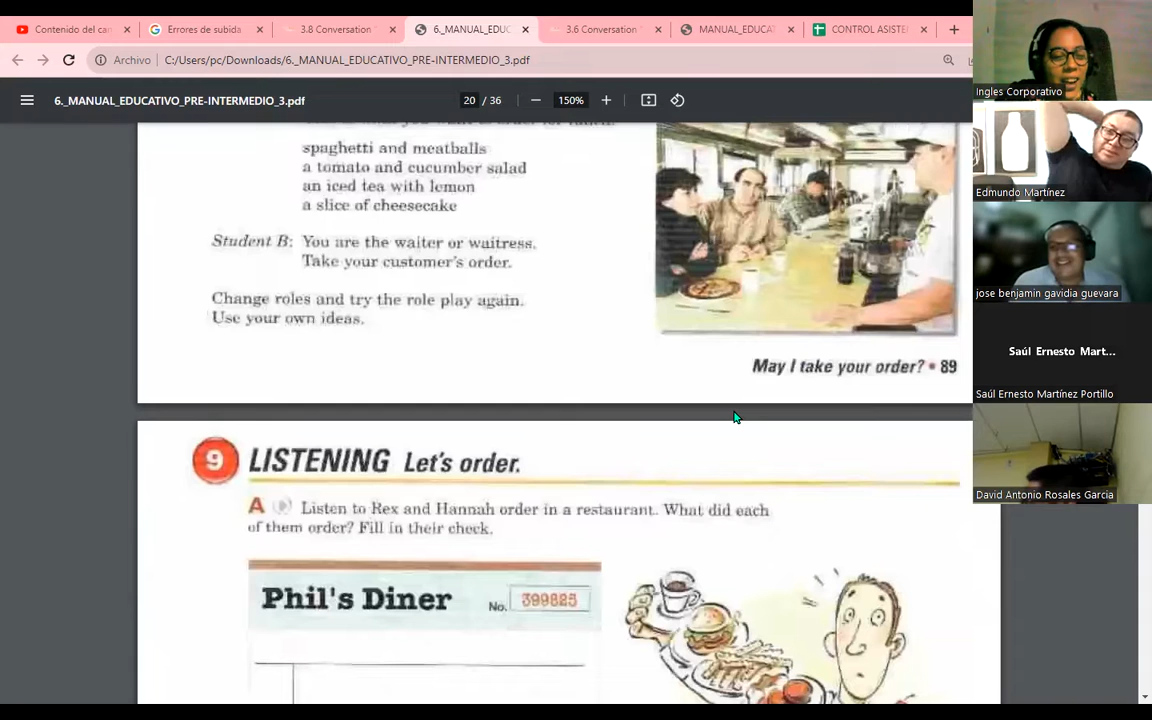 Contenido del can
Errores de subida
3.8 Conversation
6._MANUAL_EDUC
3.6 Conversation
MANUAL EDUCA
CONTROL ASISTE
Archivo
C:/Users/pc/Downloads/6._MANUAL_EDUCATIVO_PRE-INTERMEDIO_3.pdf
6._MANUAL_EDUCATIVO_PRE-INTERMEDIO_3.pdf
20 / 36
150%
spaghetti and meatballs
a tomato and cucumber salad
an iced tea with lemon
a slice of cheesecake
Student B: You are the waiter or waitress.
Take your customer's order.
Change roles and try the role play again.
Use your own ideas.
May I take your order? • 89
9 LISTENING Let's order.
A Listen to Rex and Hannah order in a restaurant. What did each
of them order? Fill in their check.
Phil's Diner
No. 399825
Ingles Corporativo
Edmundo Martínez
jose benjamin gavidia guevara
Saúl Ernesto Mart...
Saúl Ernesto Martínez Portillo
David Antonio Rosales Garcia